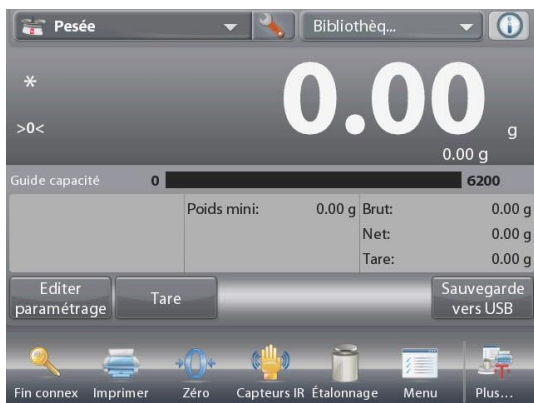 Pesée Bibliothèq...
*
>0<
0.00 g
0.00 g
Guide capacité 0 6200
Poids mini: 0.00 g Brut: 0.00 g
Net: 0.00 g
Tare: 0.00 g
Editer paramétrage Tare Sauvegarde vers USB
Fin connex Imprimer Zéro Capteurs IR Étalonnage Menu Plus...